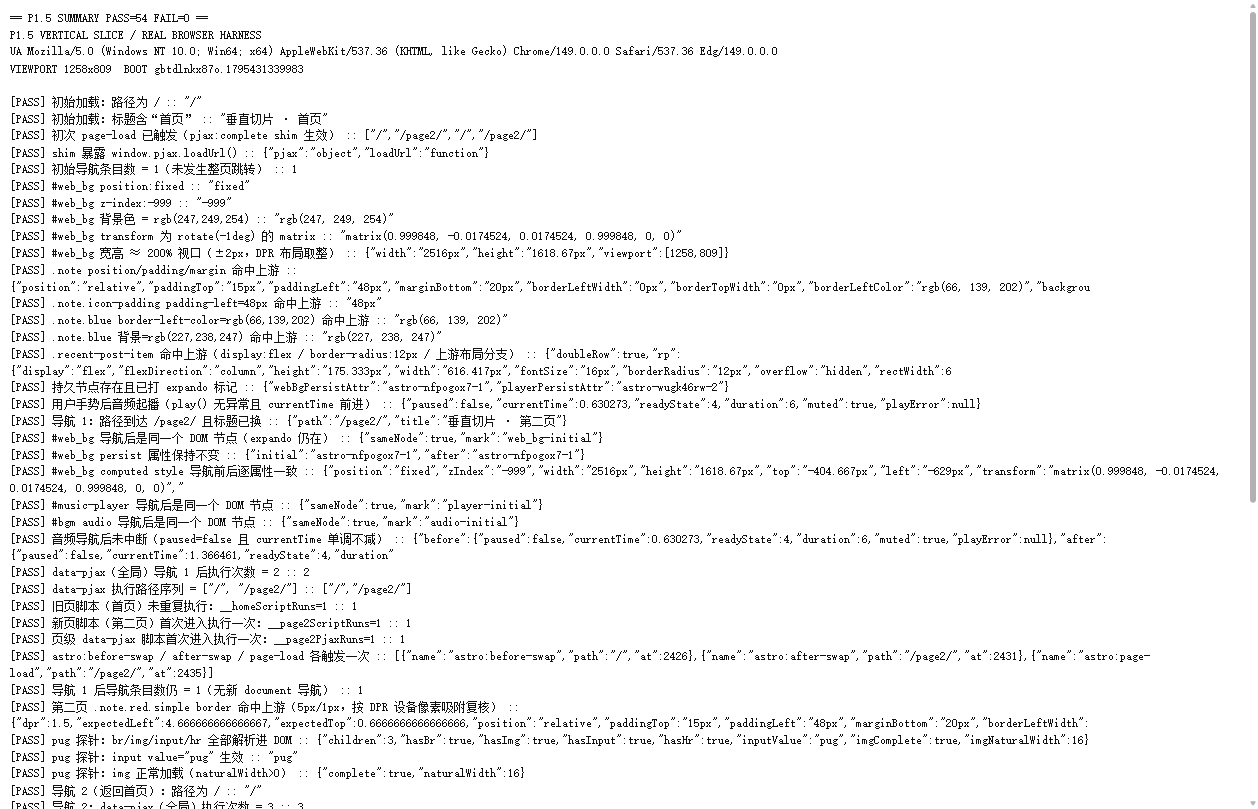 == P1.5 SUMMARY PASS=54 FAIL=0 ==
P1.5 VERTICAL SLICE / REAL BROWSER HARNESS
UA Mozilla/5.0 (Windows NT 10.0; Win64; x64) AppleWebKit/537.36 (KHTML, like Gecko) Chrome/149.0.0.0 Safari/537.36 Edg/149.0.0.0
VIEWPORT 1258x809  BOOT gbtdlnkx87o.1795431339983
[PASS] 初始加载：路径为 / :: "/"
[PASS] 初始加载：标题含“首页” :: "垂直切片 · 首页"
[PASS] 初次 page-load 已触发（pjax:complete shim 生效） :: ["/","/page2/","/","/page2/"]
[PASS] shim 暴露 window.pjax.loadUrl() :: {"pjax":"object","loadUrl":"function"}
[PASS] 初始导航条目数 = 1（未发生整页跳转） :: 1
[PASS] #web_bg position:fixed :: "fixed"
[PASS] #web_bg z-index:-999 :: "-999"
[PASS] #web_bg 背景色 = rgb(247,249,254) :: "rgb(247, 249, 254)"
[PASS] #web_bg transform 为 rotate(-1deg) 的 matrix :: "matrix(0.999848, -0.0174524, 0.0174524, 0.999848, 0, 0)"
[PASS] #web_bg 宽高 ≈ 200% 视口（±2px，DPR 布局取整） :: {"width":"2516px","height":"1618.67px","viewport":[1258,809]}
[PASS] .note position/padding/margin 命中上游 ::
{"position":"relative","paddingTop":"15px","paddingLeft":"48px","marginBottom":"20px","borderLeftWidth":"0px","borderTopWidth":"0px","borderLeftColor":"rgb(66, 139, 202)","backgrou
[PASS] .note.icon-padding padding-left=48px 命中上游 :: "48px"
[PASS] .note.blue border-left-color=rgb(66,139,202) 命中上游 :: "rgb(66, 139, 202)"
[PASS] .note.blue 背景=rgb(227,238,247) 命中上游 :: "rgb(227, 238, 247)"
[PASS] .recent-post-item 命中上游（display:flex / border-radius:12px / 上游布局分支） :: {"doubleRow":true,"rp":
{"display":"flex","flexDirection":"column","height":"175.333px","width":"616.417px","fontSize":"16px","borderRadius":"12px","overflow":"hidden","rectWidth":6
[PASS] 持久节点存在且已打 expando 标记 :: {"webBgPersistAttr":"astro-nfpogox7-1","playerPersistAttr":"astro-wugk46rw-2"}
[PASS] 用户手势后音频起播（play() 无异常且 currentTime 前进） :: {"paused":false,"currentTime":0.630273,"readyState":4,"duration":6,"muted":true,"playError":null}
[PASS] 导航 1：路径到达 /page2/ 且标题已换 :: {"path":"/page2/","title":"垂直切片 · 第二页"}
[PASS] #web_bg 导航后是同一个 DOM 节点（expando 仍在） :: {"sameNode":true,"mark":"web_bg-initial"}
[PASS] #web_bg persist 属性保持不变 :: {"initial":"astro-nfpogox7-1","after":"astro-nfpogox7-1"}
[PASS] #web_bg computed style 导航前后逐属性一致 :: {"position":"fixed","zIndex":"-999","width":"2516px","height":"1618.67px","top":"-404.667px","left":"-629px","transform":"matrix(0.999848, -0.0174524,
0.0174524, 0.999848, 0, 0)","
[PASS] #music-player 导航后是同一个 DOM 节点 :: {"sameNode":true,"mark":"player-initial"}
[PASS] #bgm audio 导航后是同一个 DOM 节点 :: {"sameNode":true,"mark":"audio-initial"}
[PASS] 音频导航后未中断（paused=false 且 currentTime 单调不减） :: {"before":{"paused":false,"currentTime":0.630273,"readyState":4,"duration":6,"muted":true,"playError":null},"after":
{"paused":false,"currentTime":1.366461,"readyState":4,"duration"
[PASS] data-pjax（全局）导航 1 后执行次数 = 2 :: 2
[PASS] data-pjax 执行路径序列 = ["/", "/page2/"] :: ["/","/page2/"]
[PASS] 旧页脚本（首页）未重复执行：__homeScriptRuns=1 :: 1
[PASS] 新页脚本（第二页）首次进入执行一次：__page2ScriptRuns=1 :: 1
[PASS] 页级 data-pjax 脚本首次进入执行一次：__page2PjaxRuns=1 :: 1
[PASS] astro:before-swap / after-swap / page-load 各触发一次 :: [{"name":"astro:before-swap","path":"/","at":2426},{"name":"astro:after-swap","path":"/page2/","at":2431},{"name":"astro:page-
load","path":"/page2/","at":2435}]
[PASS] 导航 1 后导航条目数仍 = 1（无新 document 导航） :: 1
[PASS] 第二页 .note.red.simple border 命中上游（5px/1px，按 DPR 设备像素吸附复核） ::
{"dpr":1.5,"expectedLeft":4.666666666666667,"expectedTop":0.6666666666666666,"position":"relative","paddingTop":"15px","paddingLeft":"48px","marginBottom":"20px","borderLeftWidth":
[PASS] pug 探针：br/img/input/hr 全部解析进 DOM :: {"children":3,"hasBr":true,"hasImg":true,"hasInput":true,"hasHr":true,"inputValue":"pug","imgComplete":true,"imgNaturalWidth":16}
[PASS] pug 探针：input value="pug" 生效 :: "pug"
[PASS] pug 探针：img 正常加载（naturalWidth>0） :: {"complete":true,"naturalWidth":16}
[PASS] 导航 2（返回首页）：路径为 / :: "/"
[PASS] 导航 2：data-pjax（全局）执行次数 = 3 :: 3